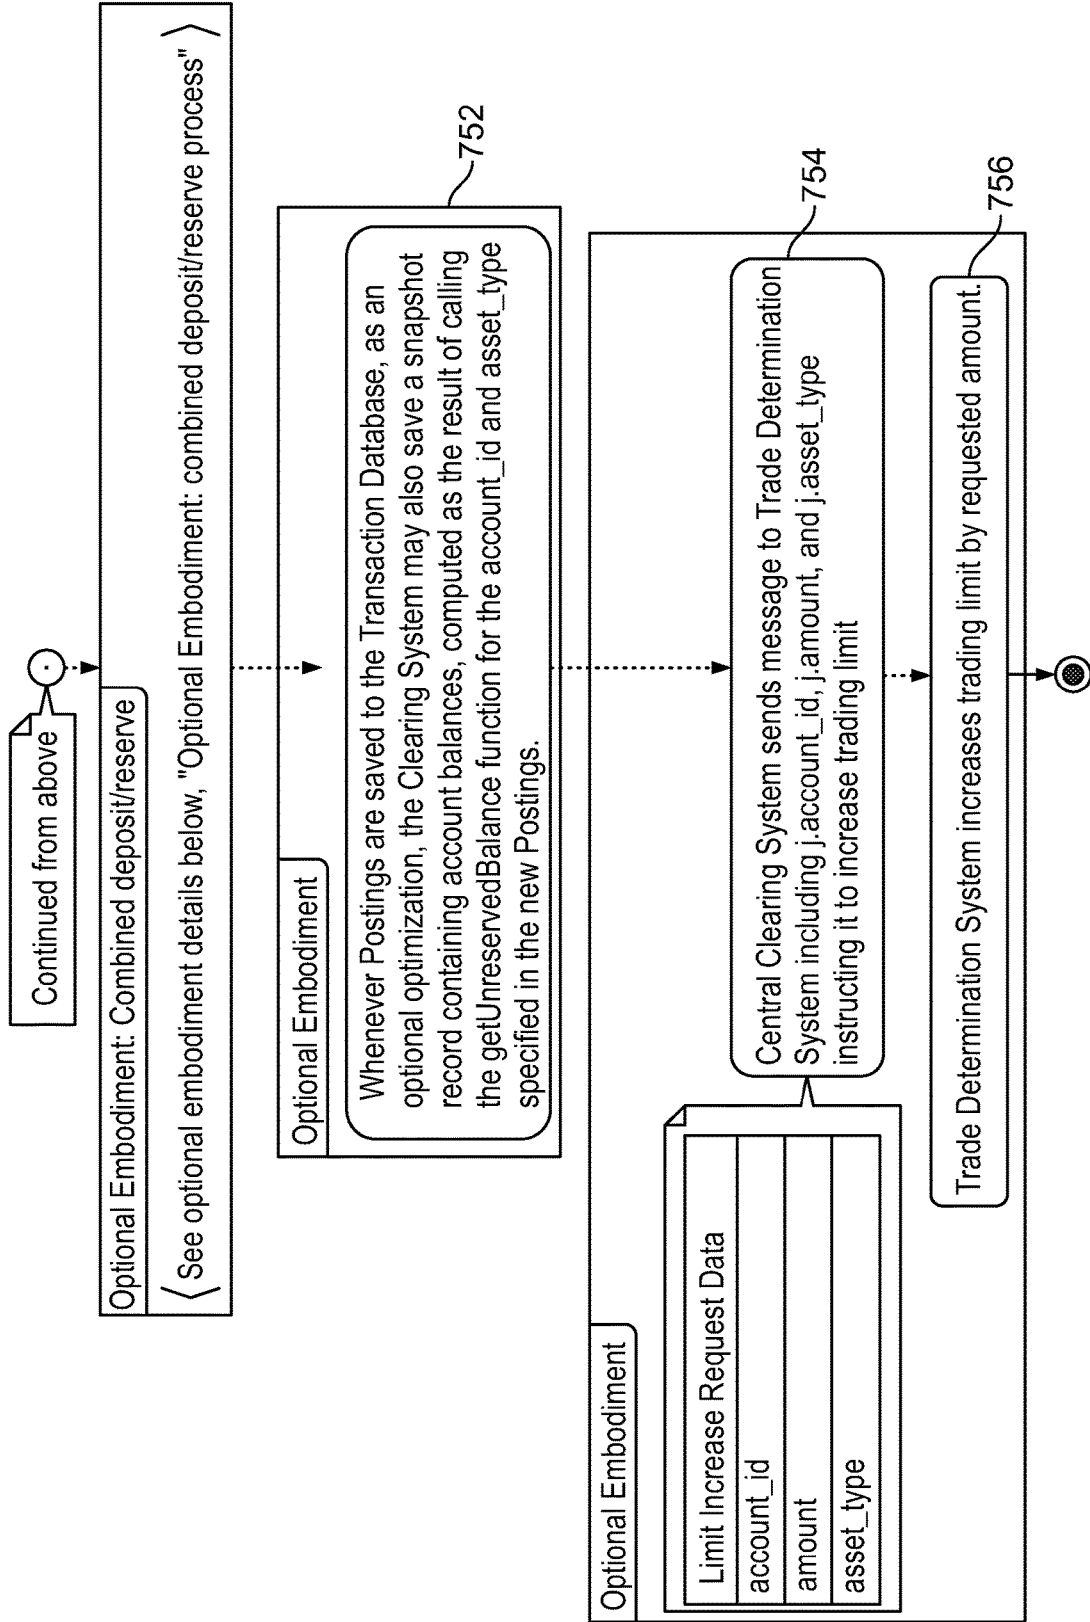 Continued from above
Optional Embodiment: Combined deposit/reserve
See optional embodiment details below, "Optional Embodiment: combined deposit/reserve process"
Optional Embodiment
Whenever Postings are saved to the Transaction Database, as an
optional optimization, the Clearing System may also save a snapshot
record containing account balances, computed as the result of calling
the getUnreservedBalance function for the account_id and asset_type
specified in the new Postings.
752
Optional Embodiment
Limit Increase Request Data
account_id
amount
asset_type
Central Clearing System sends message to Trade Determination
System including j.account_id, j.amount, and j.asset_type
instructing it to increase trading limit
754
Trade Determination System increases trading limit by requested amount.
756